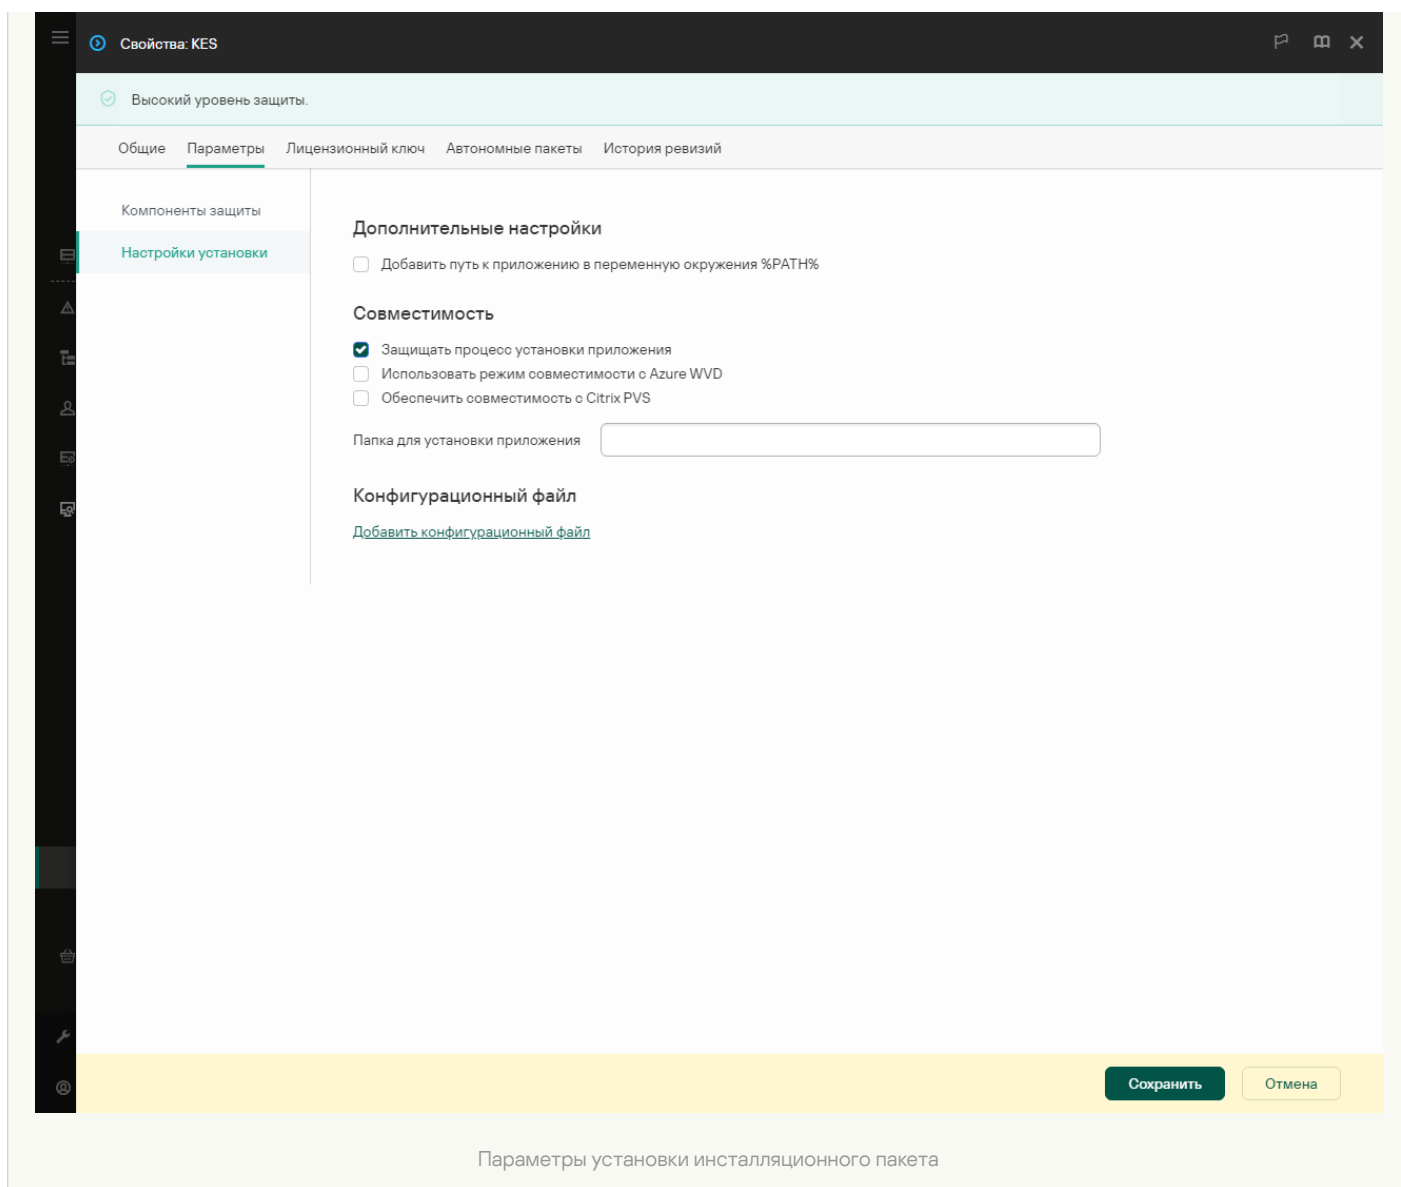 Свойства: KES
Высокий уровень защиты.
Общие Параметры Лицензионный ключ Автономные пакеты История ревизий
Компоненты защиты
Настройки установки
Дополнительные настройки
Добавить путь к приложению в переменную окружения %PATH%
Совместимость
Защищать процесс установки приложения
Использовать режим совместимости с Azure WVD
Обеспечить совместимость с Citrix PVS
Папка для установки приложения
Конфигурационный файл
Добавить конфигурационный файл
Сохранить Отмена
Параметры установки инсталляционного пакета